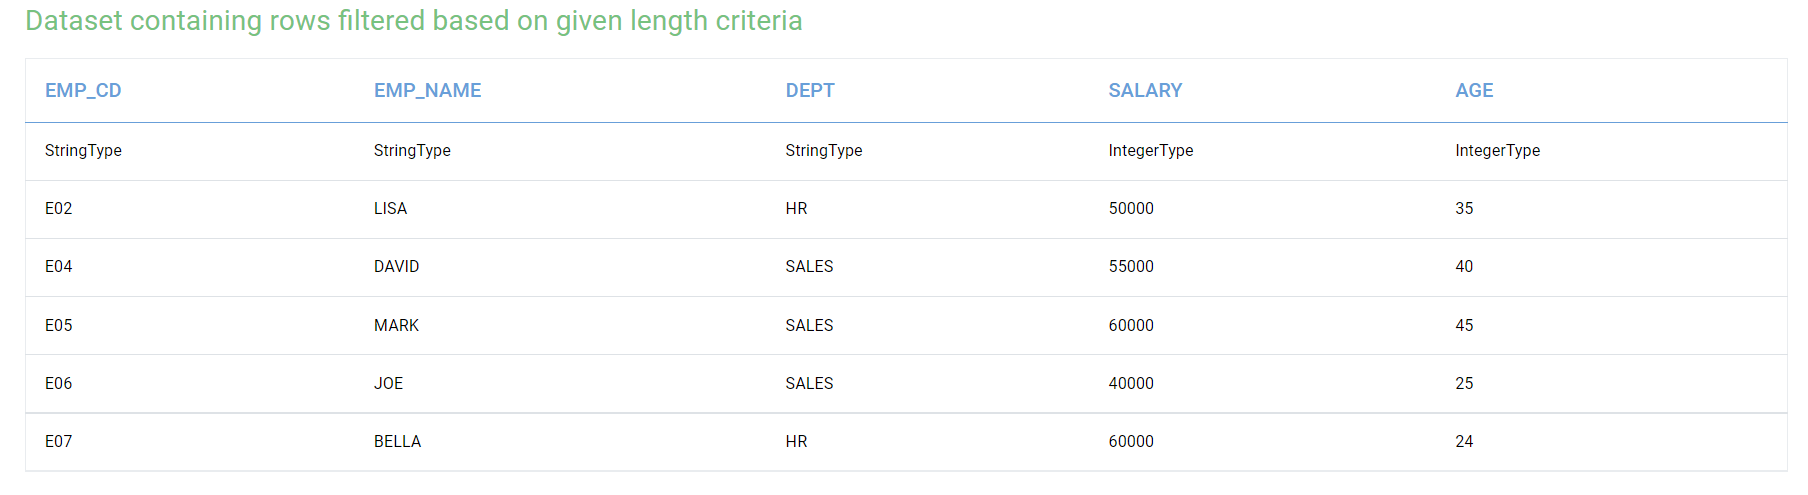 Dataset containing rows filtered based on given length criteria
EMP_CD EMP_NAME DEPT SALARY AGE
StringType StringType StringType IntegerType IntegerType
E02 LISA HR 50000 35
E04 DAVID SALES 55000 40
E05 MARK SALES 60000 45
E06 JOE SALES 40000 25
E07 BELLA HR 60000 24